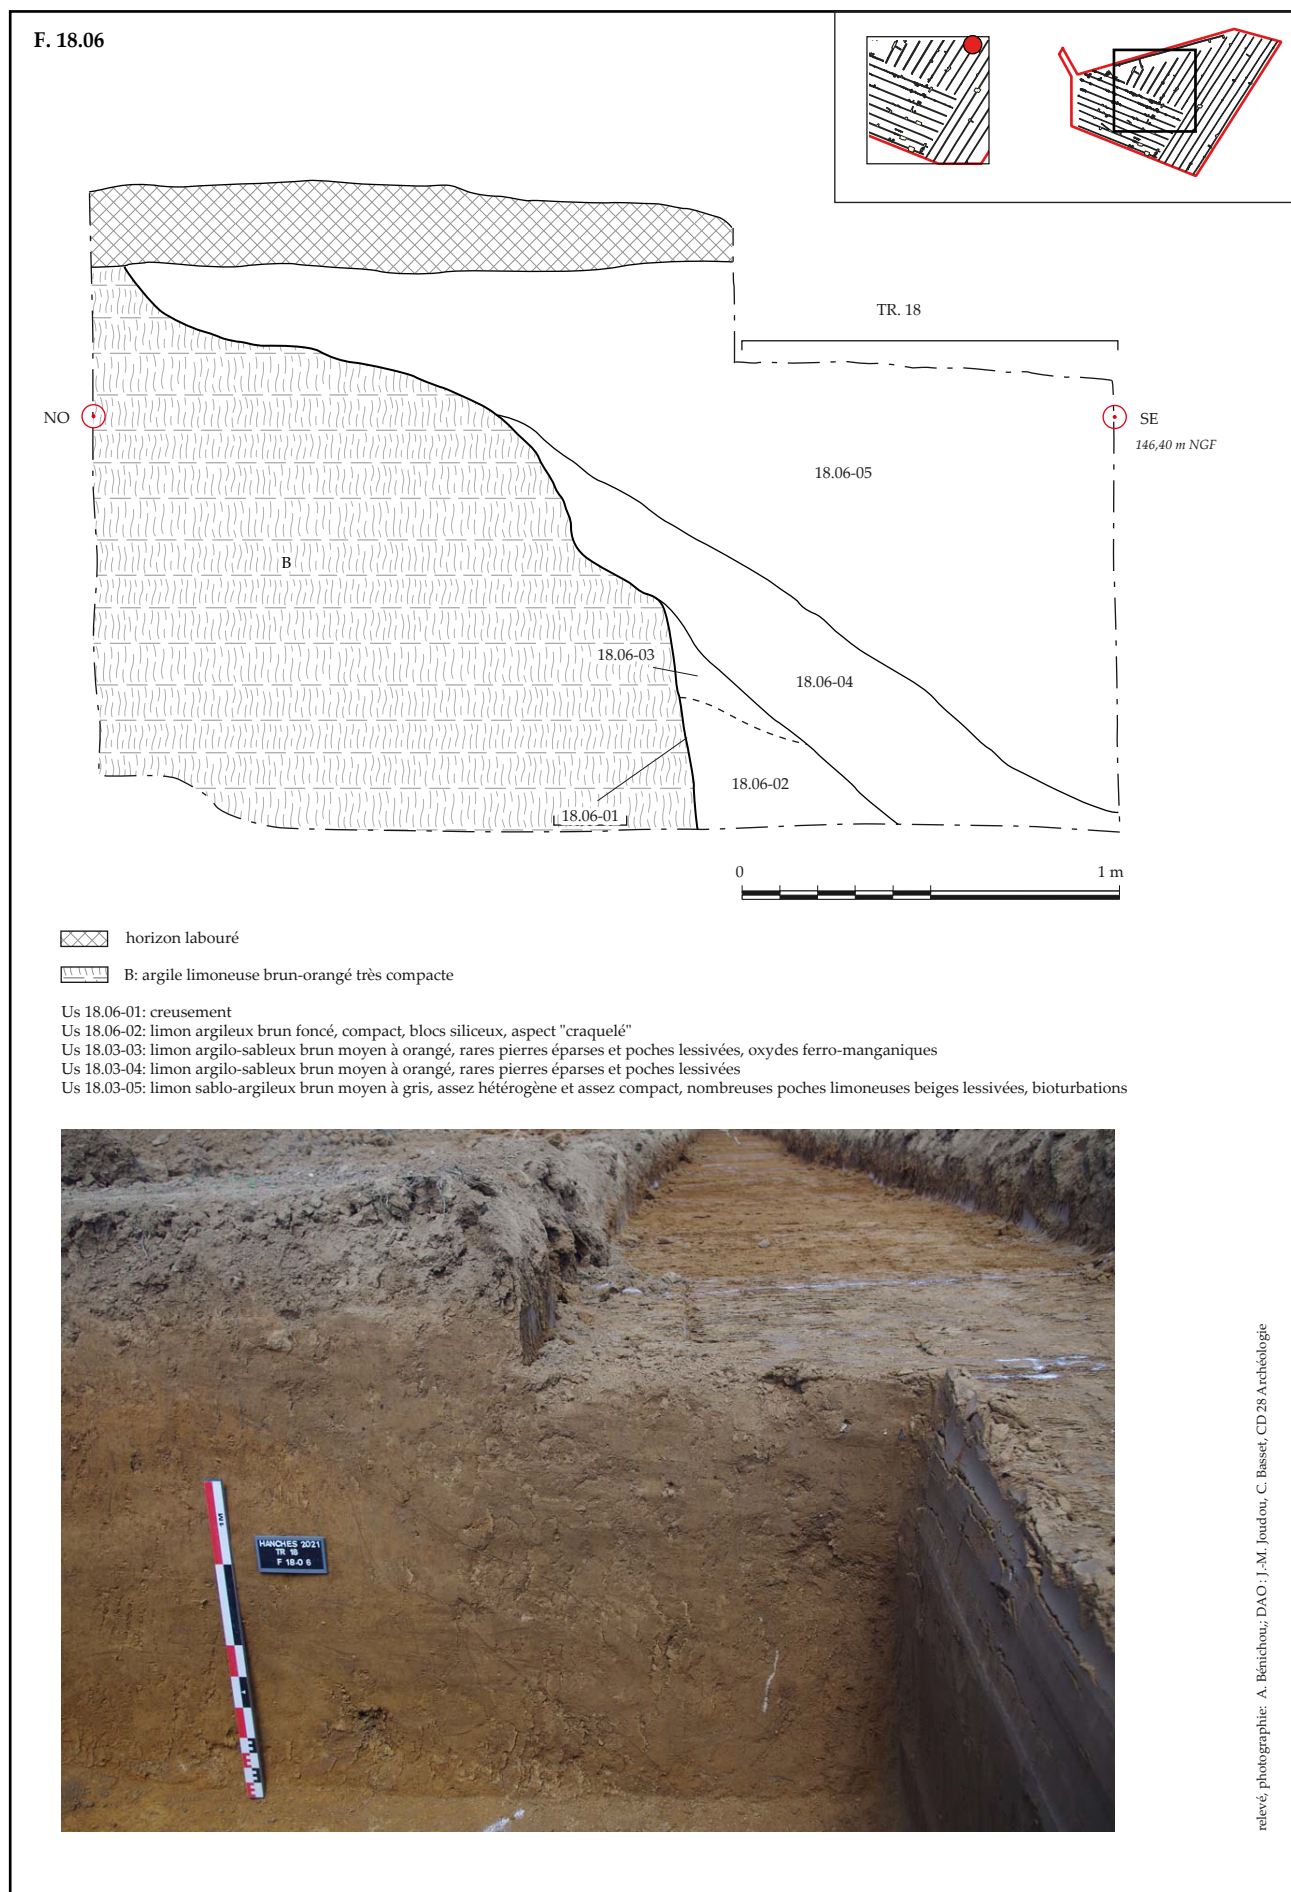 F. 18.06
TR. 18
NO
SE
146,40 m NGF
18.06-05
B
18.06-03
18.06-04
18.06-02
18.06-01
0 1 m
horizon labouré
B: argile limoneuse brun-orangé très compacte
Us 18.06-01: creusement
Us 18.06-02: limon argileux brun foncé, compact, blocs siliceux, aspect "craquelé"
Us 18.03-03: limon argilo-sableux brun moyen à orangé, rares pierres éparses et poches lessivées, oxydes ferro-manganiques
Us 18.03-04: limon argilo-sableux brun moyen à orangé, rares pierres éparses et poches lessivées
Us 18.03-05: limon sablo-argileux brun moyen à gris, assez hétérogène et assez compact, nombreuses poches limoneuses beiges lessivées, bioturbations
1M
HANCHES 2021
TR 18
F 18-06
relevé, photographie: A. Bénichou,; DAO : J.-M. Joudou, C. Basset, CD 28 Archéologie